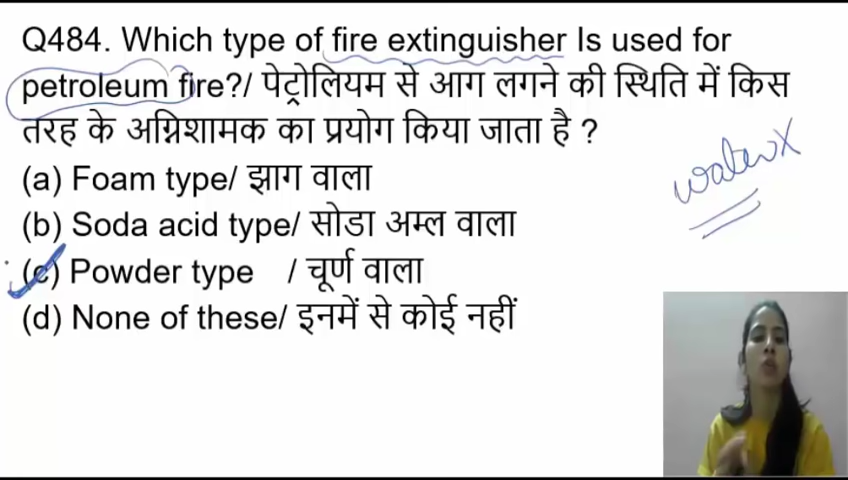 Q484. Which type of fire extinguisher Is used for
petroleum fire?/ पेट्रोलियम से आग लगने की स्थिति में किस
तरह के अग्निशामक का प्रयोग किया जाता है ?
(a) Foam type/ झाग वाला
(b) Soda acid type/ सोडा अम्ल वाला
(c) Powder type / चूर्ण वाला
(d) None of these/ इनमें से कोई नहीं
water X